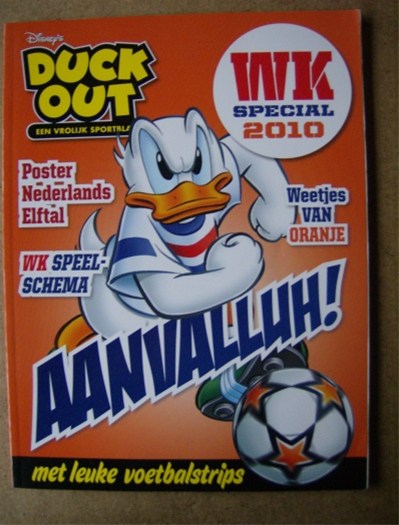 Disney's
DUCK
OUT
EEN VROLIJK SPORTBLA
WK
SPECIAL
2010
Poster
Nederlands
Elftal
Weetjes
VAN
ORANJE
WK SPEEL-
SCHEMA
AANVALLUH!
met leuke voetbalstrips